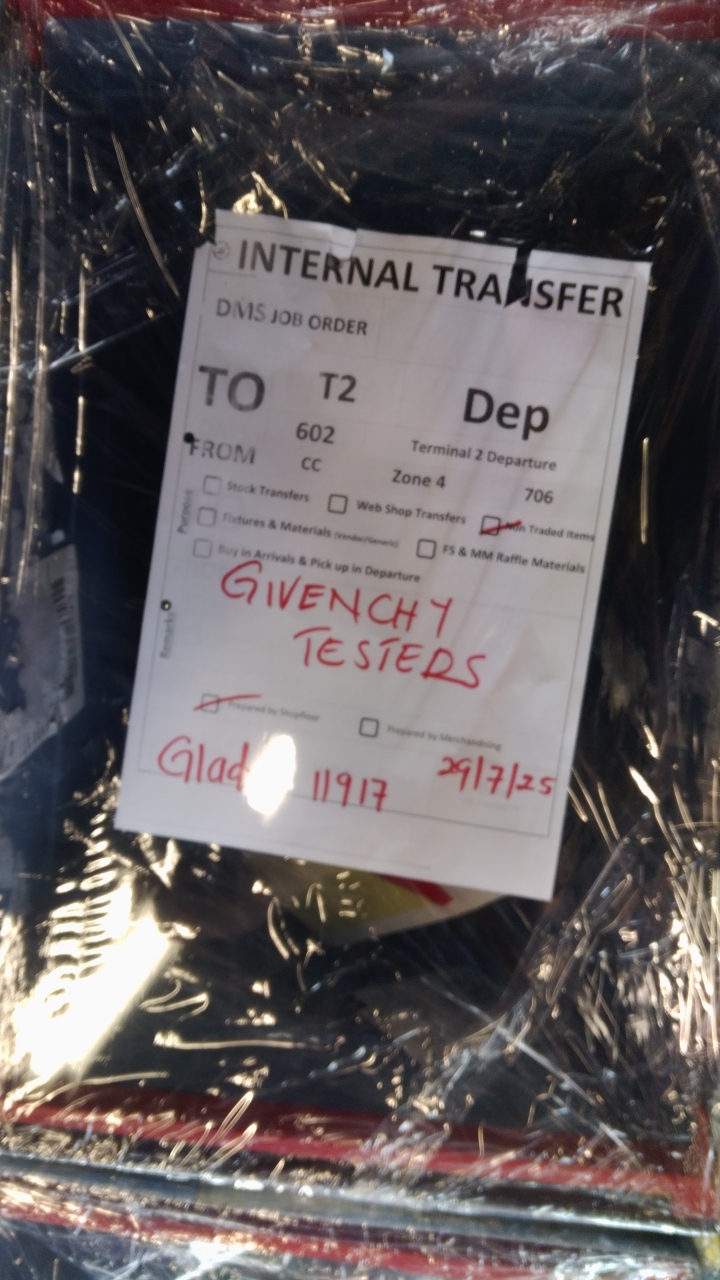 INTERNAL TRANSFER
DMS JOB ORDER
TO T2 Dep
602 Terminal 2 Departure
FROM CC Zone 4 706
Purpose
Stock Transfers Web Shop Transfers Non Traded Items
Fixtures & Materials (Vendor/Generic) FS & MM Raffle Materials
Buy in Arrivals & Pick up in Departure
Remarks
GIVENCHY
TESTERS
Prepared by Shopfloor Prepared by Merchandising
11917 29/7/25